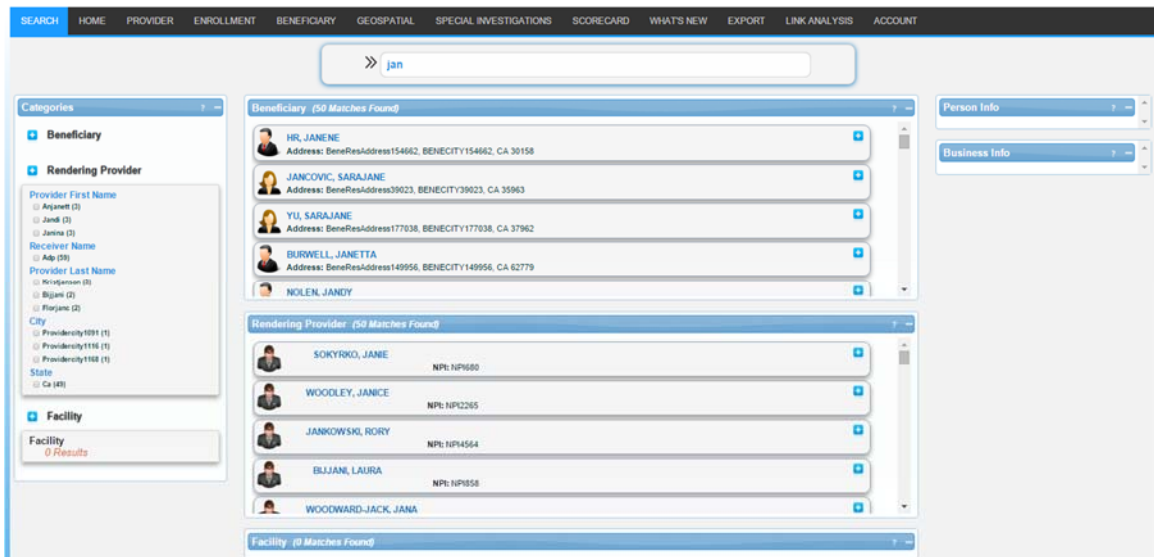 SEARCH HOME PROVIDER ENROLLMENT BENEFICIARY GEOSPATIAL SPECIAL INVESTIGATIONS SCORECARD WHAT'S NEW EXPORT LINK ANALYSIS ACCOUNT
jan
Categories
Beneficiary
Rendering Provider
Provider First Name
Anjanett (3)
Jandi (3)
Janina (3)
Receiver Name
Adp (59)
Provider Last Name
Kristjanson (8)
Bijjani (2)
Florjanc (2)
City
Providercity1091 (1)
Providercity1116 (1)
Providercity1168 (1)
State
Ca (49)
Facility
Facility
0 Results
Beneficiary (50 Matches Found)
HR, JANENE
Address: BeneResAddress154662, BENECITY154662, CA 30158
JANCOVIC, SARAJANE
Address: BeneResAddress39023, BENECITY39023, CA 35963
YU, SARAJANE
Address: BeneResAddress177038, BENECITY177038, CA 37962
BURWELL, JANETTA
Address: BeneResAddress149956, BENECITY149956, CA 62779
NOLEN, JANDY
Rendering Provider (50 Matches Found)
SOKYRKO, JANIE
NPI: NPI680
WOODLEY, JANICE
NPI: NPI2265
JANKOWSKI, RORY
NPI: NPI4564
BIJJANI, LAURA
NPI: NPI858
WOODWARD-JACK, JANA
Facility (0 Matches Found)
Person Info
Business Info